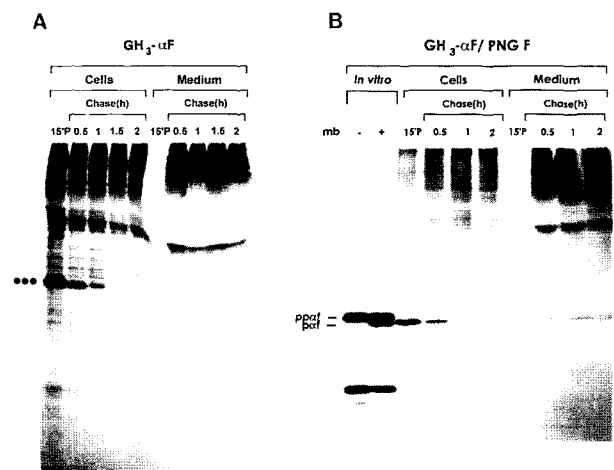 A
GH3-αF
Cells Medium
Chase(h) Chase(h)
15'P 0.5 1 1.5 2 15'P 0.5 1 1.5 2
B
GH3-αF/ PNG F
In vitro Cells Medium
Chase(h) Chase(h)
mb - + 15'P 0.5 1 2 15'P 0.5 1 2
ppαf
pαf